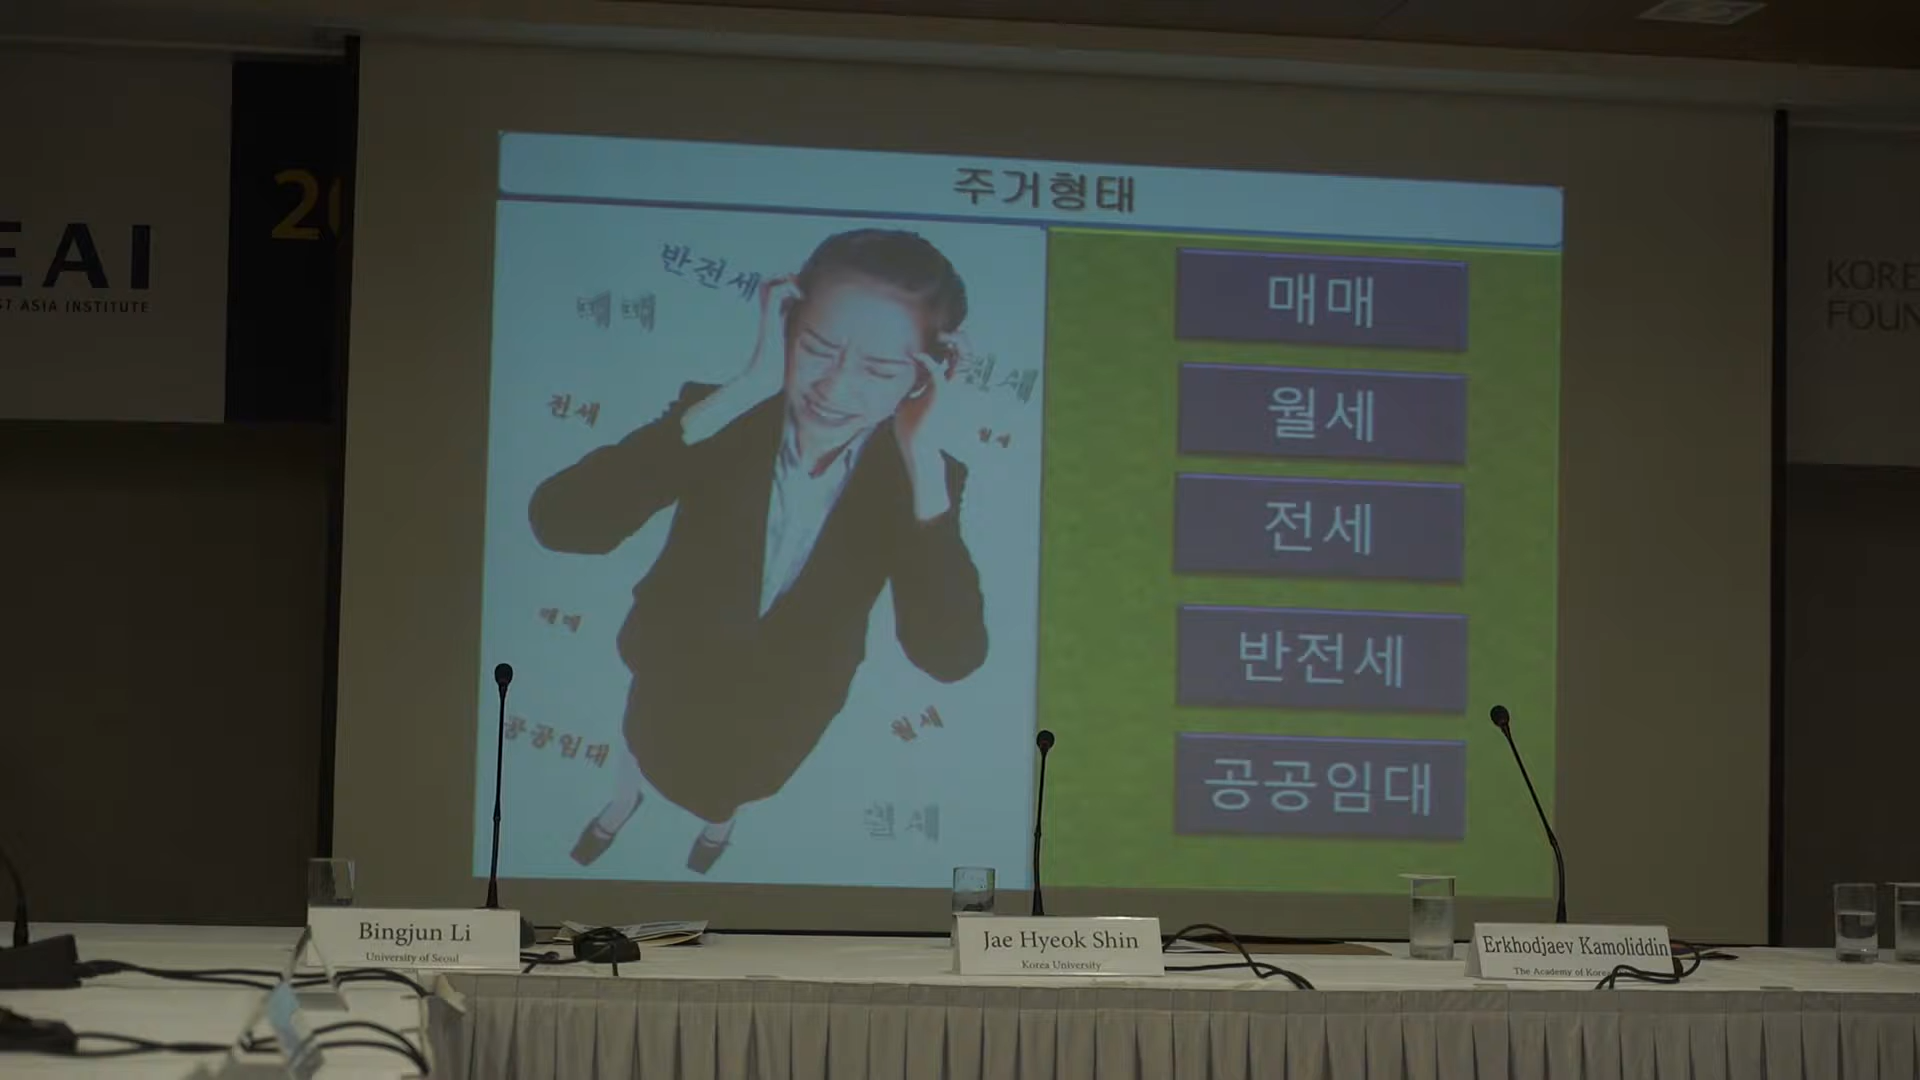 EAI
ST ASIA INSTITUTE
20
KORE
FOUN
주거형태
반전세
매매
전세
전세
월세
매매
공공임대
월세
월세
매매
월세
전세
반전세
공공임대
Bingjun Li
University of Seoul
Jae Hyeok Shin
Korea University
Erkhodjaev Kamoliddin
The Academy of Korea